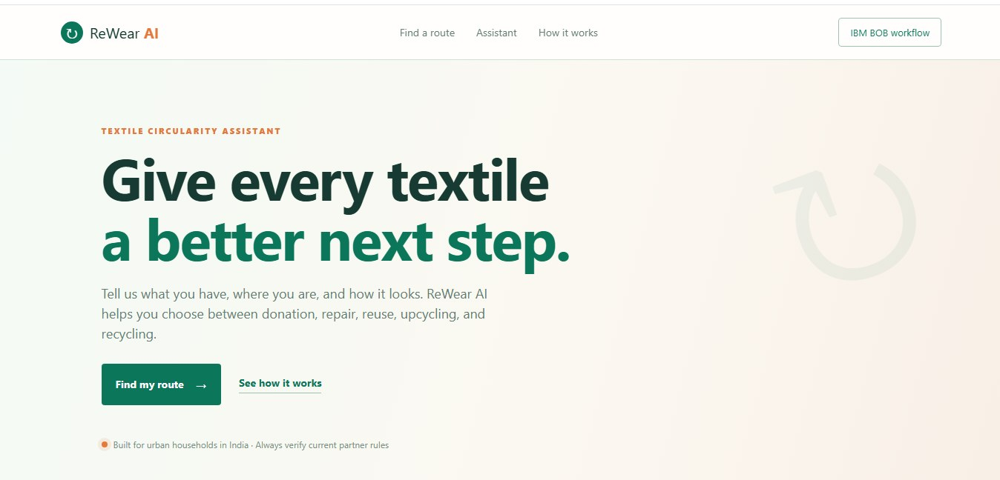 ReWear AI
Find a route
Assistant
How it works
IBM BOB workflow
TEXTILE CIRCULARITY ASSISTANT
Give every textile
a better next step.
Tell us what you have, where you are, and how it looks. ReWear AI
helps you choose between donation, repair, reuse, upcycling, and
recycling.
Find my route →
See how it works
Built for urban households in India · Always verify current partner rules